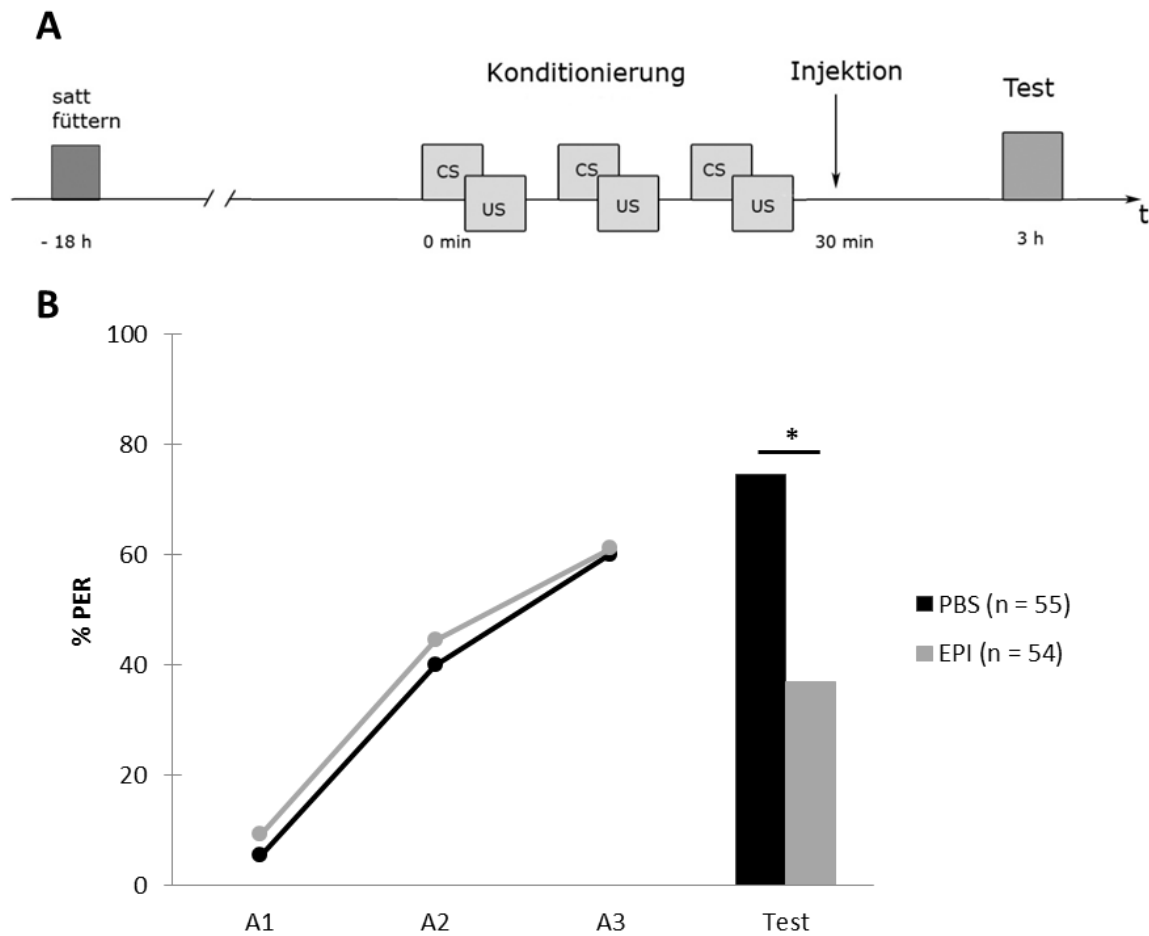 A
Konditionierung
Injektion
Test
satt
füttern
CS
CS
CS
US
US
US
t
- 18 h
0 min
30 min
3 h
B
100
80
60
40
20
0
% PER
*
PBS (n = 55)
EPI (n = 54)
A1
A2
A3
Test